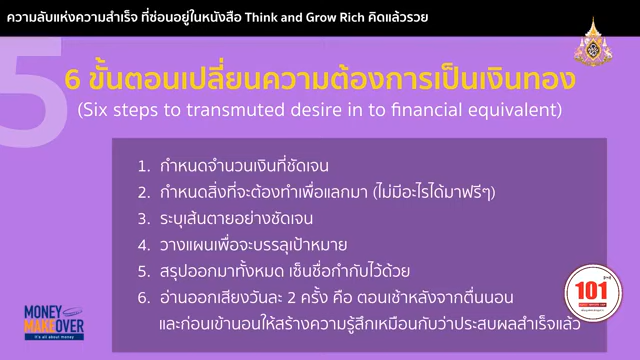 ความลับแห่งความสำเร็จ ที่ซ่อนอยู่ในหนังสือ Think and Grow Rich คิดแล้วรวย
5
6 ขั้นตอนเปลี่ยนความต้องการเป็นเงินทอง
(Six steps to transmuted desire in to financial equivalent)
1. กำหนดจำนวนเงินที่ชัดเจน
2. กำหนดสิ่งที่จะต้องทำเพื่อแลกมา (ไม่มีอะไรได้มาฟรีๆ)
3. ระบุเส้นตายอย่างชัดเจน
4. วางแผนเพื่อจะบรรลุเป้าหมาย
5. สรุปออกมาทั้งหมด เซ็นชื่อกำกับไว้ด้วย
6. อ่านออกเสียงวันละ 2 ครั้ง คือ ตอนเช้าหลังจากตื่นนอน
และก่อนเข้านอนให้สร้างความรู้สึกเหมือนกับว่าประสบผลสำเร็จแล้ว
MONEY
MAKEOVER
It's all about money
101